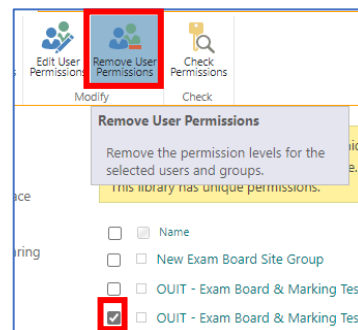 Edit User
Permissions
Remove User
Permissions
Check
Permissions
Modify
Check
Remove User Permissions
Remove the permission levels for the
selected users and groups.
This library has unique permissions.
Name
New Exam Board Site Group
OUIT - Exam Board & Marking Tes
OUIT - Exam Board & Marking Tes